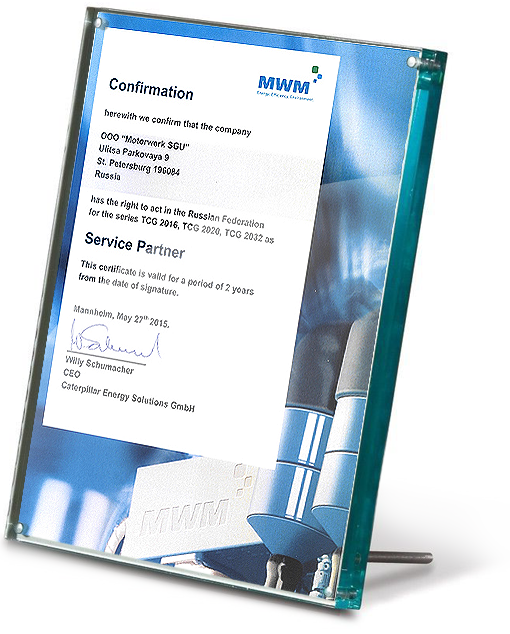 MWM
Energy. Efficiency. Environment.
Confirmation
herewith we confirm that the company
OOO "Moterwerk SGU"
Ulitsa Parkovaya 9
St. Petersburg 196084
Russia
has the right to act in the Russian Federation
for the series TCG 2016, TCG 2020, TCG 2032 as
Service Partner
This certificate is valid for a period of 2 years
from the date of signature.
Mannheim, May 27th 2015,
Willy Schumacher
CEO
Caterpillar Energy Solutions GmbH
MWM